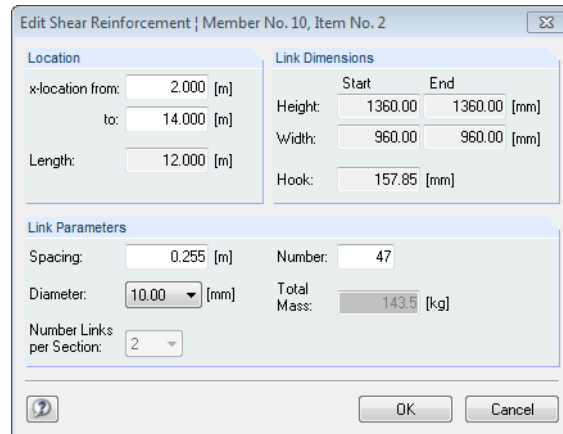 Edit Shear Reinforcement ¦ Member No. 10, Item No. 2
Location
x-location from: 2.000 [m]
to: 14.000 [m]
Length: 12.000 [m]
Link Dimensions
Start End
Height: 1360.00 1360.00 [mm]
Width: 960.00 960.00 [mm]
Hook: 157.85 [mm]
Link Parameters
Spacing: 0.255 [m]
Number: 47
Diameter: 10.00 [mm]
Total
Mass: 143.5 [kg]
Number Links
per Section: 2
?
OK Cancel